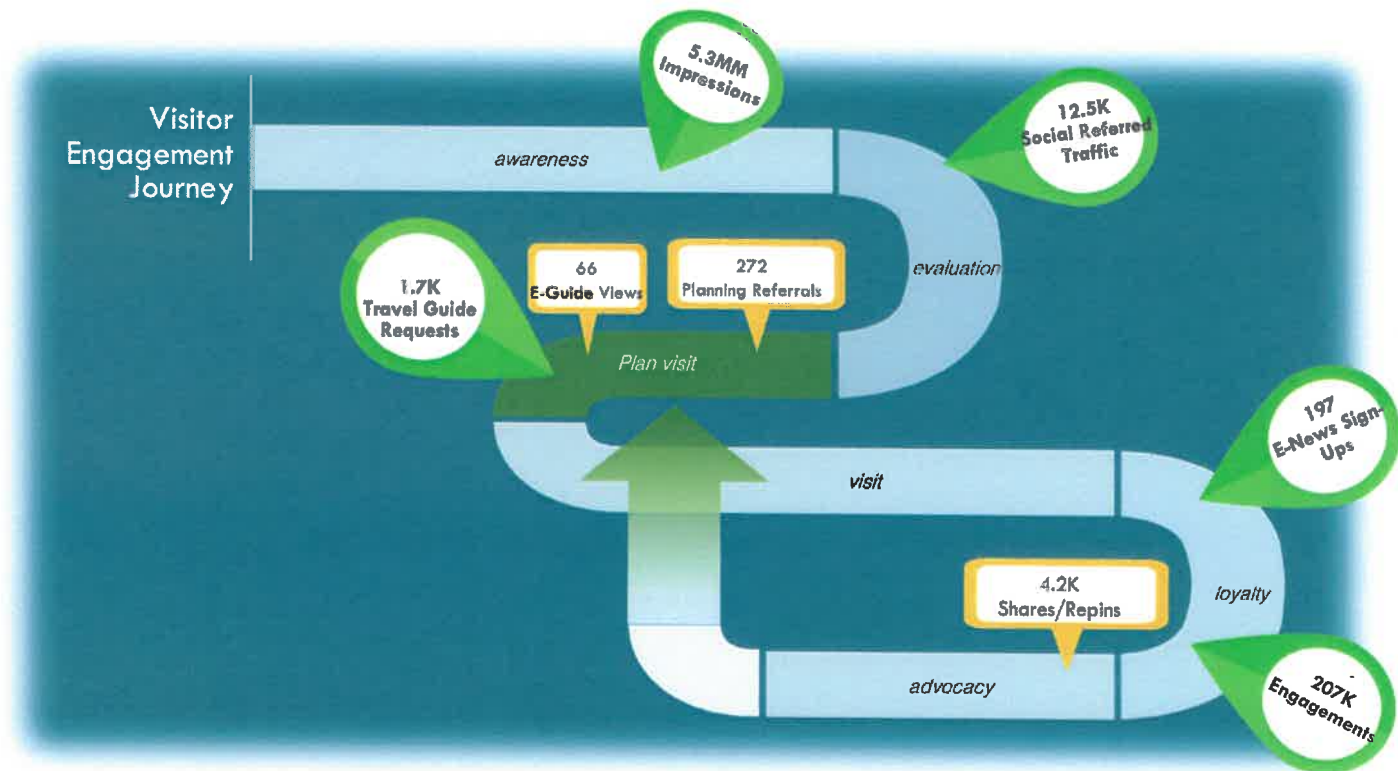 Visitor
Engagement
Journey
5.3MM
Impressions
12.5K
Social Referred
Traffic
awareness
evaluation
1.7K
Travel Guide
Requests
66
E-Guide Views
272
Planning Referrals
Plan visit
197
E-News Sign-
Ups
visit
4.2K
Shares/Repins
loyalty
advocacy
207K
Engagements